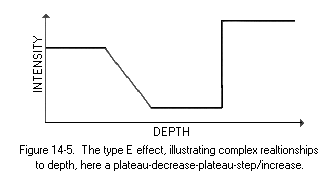 INTENSITY
DEPTH
Figure 14-5. The type E effect, illustrating complex realtionships
to depth, here a plateau-decrease-plateau-step/increase.